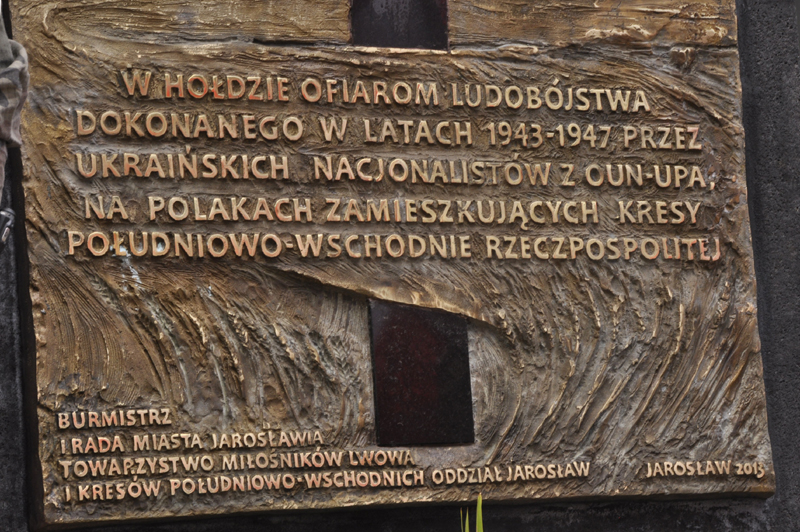 W HOŁDZIE OFIAROM LUDOBÓJSTWA
DOKONANEGO W LATACH 1943-1947 PRZEZ
UKRAIŃSKICH NACJONALISTÓW Z OUN-UPA,
NA POLAKACH ZAMIESZKUJĄCYCH KRESY
POŁUDNIOWO-WSCHODNIE RZECZPOSPOLITEJ
BURMISTRZ
I RADA MIASTA JAROSŁAWIA
TOWARZYSTWO MIŁOŚNIKÓW LWOWA
I KRESÓW POŁUDNIOWO-WSCHODNICH ODDZIAŁ JAROSŁAW
JAROSŁAW 2013